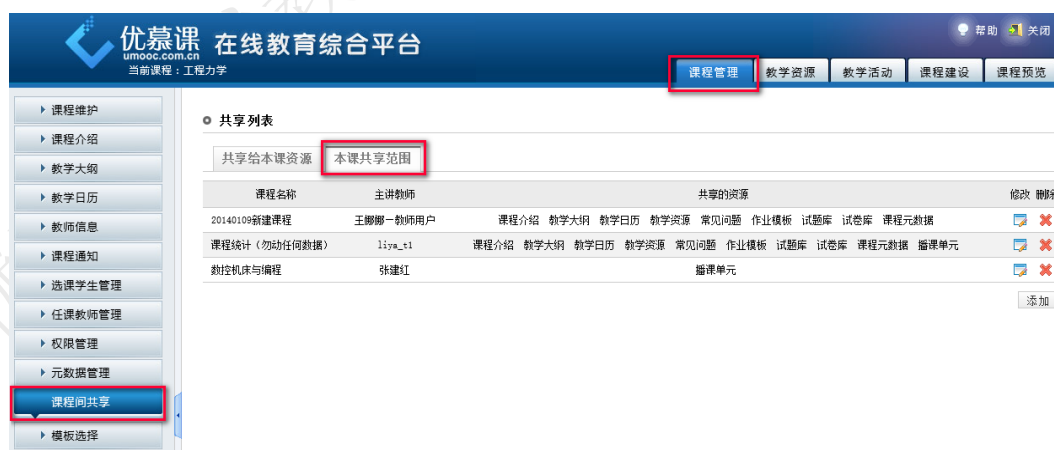 优慕课 在线教育综合平台
umooc.com.cn
当前课程：工程力学
帮助 关闭
课程管理 教学资源 教学活动 课程建设 课程预览
课程维护
课程介绍
教学大纲
教学日历
教师信息
课程通知
选课学生管理
任课教师管理
权限管理
元数据管理
课程间共享
模板选择
共享列表
共享给本课资源 本课共享范围
课程名称 主讲教师 共享的资源 修改 删除
20140109新建课程 王娜娜－教师用户 课程介绍 教学大纲 教学日历 教学资源 常见问题 作业模板 试题库 试卷库 课程元数据
课程统计（勿动任何数据） liya_t1 课程介绍 教学大纲 教学日历 教学资源 常见问题 作业模板 试题库 试卷库 课程元数据 播课单元
数控机床与编程 张建红 播课单元
添加